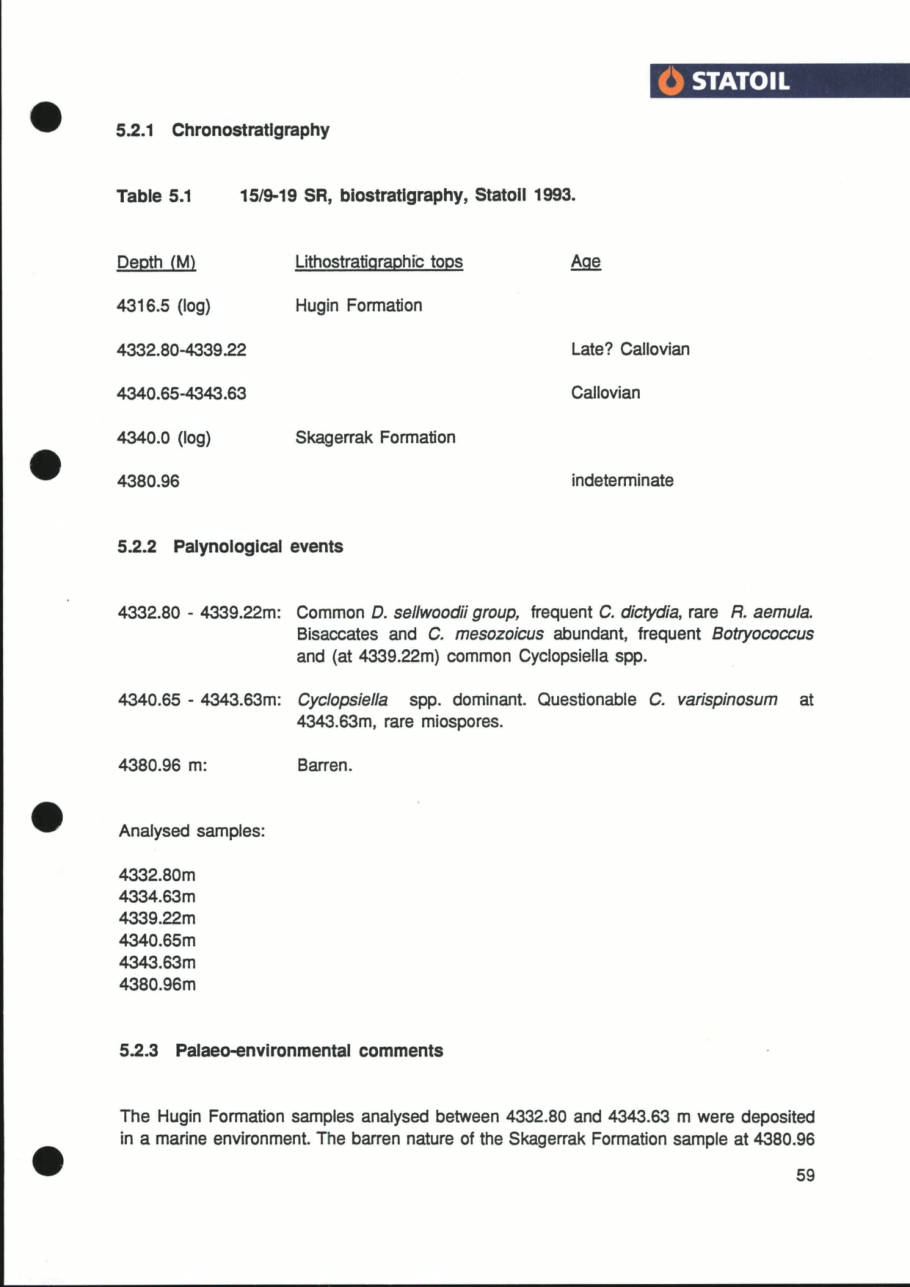 STATOIL
5.2.1 Chronostratigraphy
Table 5.1 15/9-19 SR, biostratigraphy, Statoil 1993.
Depth (M) Lithostratigraphic tops Age
4316.5 (log) Hugin Formation
4332.80-4339.22 Late? Callovian
4340.65-4343.63 Callovian
4340.0 (log) Skagerrak Formation
4380.96 indeterminate
5.2.2 Palynological events
4332.80 - 4339.22m: Common D. sellwoodii group, frequent C. dictydia, rare R. aemula.
Bisaccates and C. mesozoicus abundant, frequent Botryococcus
and (at 4339.22m) common Cyclopsiella spp.
4340.65 - 4343.63m: Cyclopsiella spp. dominant. Questionable C. varispinosum at
4343.63m, rare miospores.
4380.96 m: Barren.
Analysed samples:
4332.80m
4334.63m
4339.22m
4340.65m
4343.63m
4380.96m
5.2.3 Palaeo-environmental comments
The Hugin Formation samples analysed between 4332.80 and 4343.63 m were deposited
in a marine environment. The barren nature of the Skagerrak Formation sample at 4380.96
59